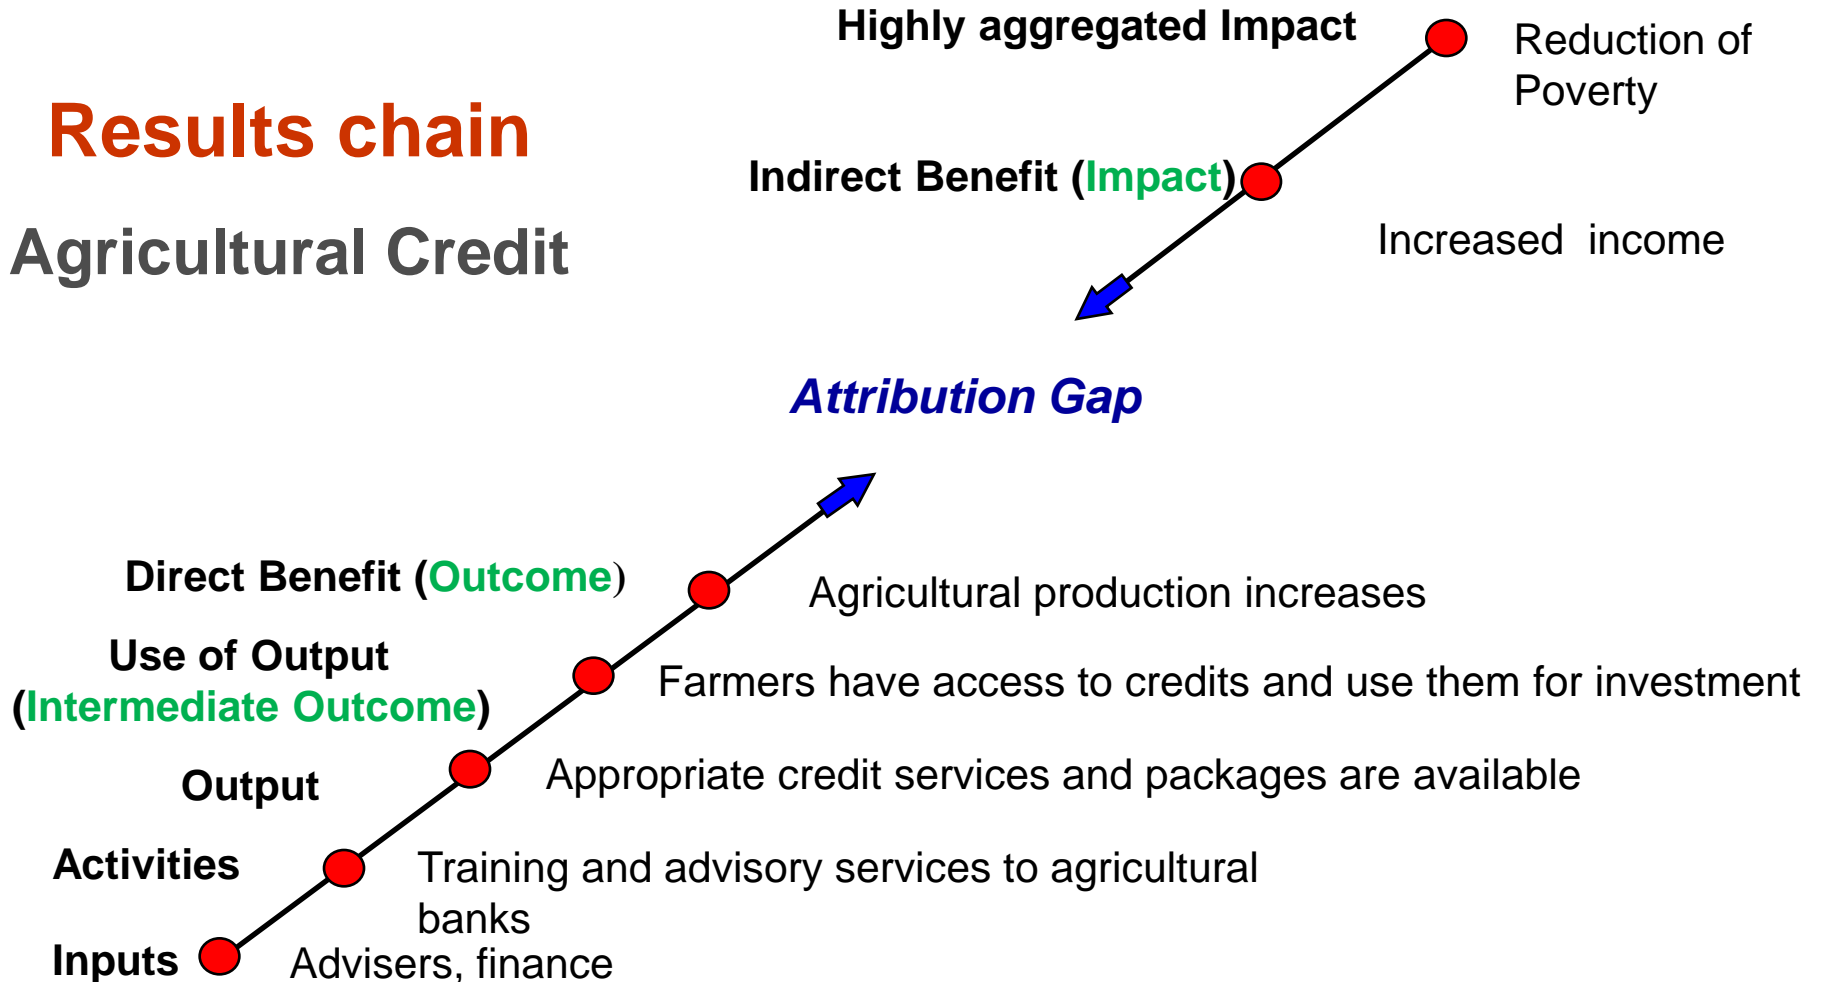 Highly aggregated Impact
Reduction of
Poverty
Results chain
Indirect Benefit (Impact)
Agricultural Credit
Increased income
Attribution Gap
Direct Benefit (Outcome)
Agricultural production increases
Use of Output
(Intermediate Outcome)
Farmers have access to credits and use them for investment
Output
Appropriate credit services and packages are available
Activities
Training and advisory services to agricultural
banks
Inputs
Advisers, finance